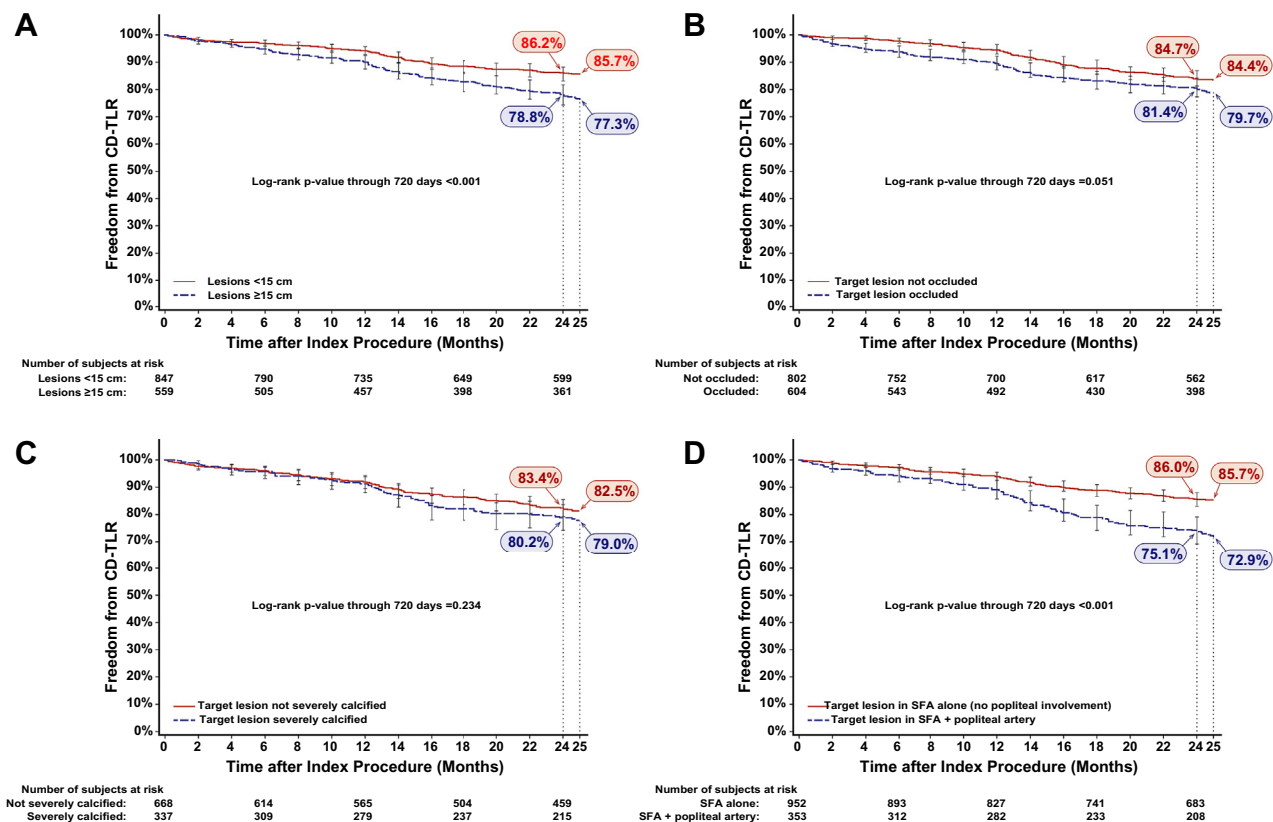 A
Freedom from CD-TLR
100%
90%
80%
70%
60%
50%
40%
30%
20%
10%
0%
86.2%
85.7%
78.8%
77.3%
Log-rank p-value through 720 days <0.001
Lesions <15 cm
Lesions ≥15 cm
0 2 4 6 8 10 12 14 16 18 20 22 24 25
Time after Index Procedure (Months)
Number of subjects at risk
Lesions <15 cm: 847 790 735 649 599
Lesions ≥15 cm: 559 505 457 398 361
B
Freedom from CD-TLR
100%
90%
80%
70%
60%
50%
40%
30%
20%
10%
0%
84.7%
84.4%
81.4%
79.7%
Log-rank p-value through 720 days =0.051
Target lesion not occluded
Target lesion occluded
0 2 4 6 8 10 12 14 16 18 20 22 24 25
Time after Index Procedure (Months)
Number of subjects at risk
Not occluded: 802 752 700 617 562
Occluded: 604 543 492 430 398
C
Freedom from CD-TLR
100%
90%
80%
70%
60%
50%
40%
30%
20%
10%
0%
83.4%
82.5%
80.2%
79.0%
Log-rank p-value through 720 days =0.234
Target lesion not severely calcified
Target lesion severely calcified
0 2 4 6 8 10 12 14 16 18 20 22 24 25
Time after Index Procedure (Months)
Number of subjects at risk
Not severely calcified: 668 614 565 504 459
Severely calcified: 337 309 279 237 215
D
Freedom from CD-TLR
100%
90%
80%
70%
60%
50%
40%
30%
20%
10%
0%
86.0%
85.7%
75.1%
72.9%
Log-rank p-value through 720 days <0.001
Target lesion in SFA alone (no popliteal involvement)
Target lesion in SFA + popliteal artery
0 2 4 6 8 10 12 14 16 18 20 22 24 25
Time after Index Procedure (Months)
Number of subjects at risk
SFA alone: 952 893 827 741 683
SFA + popliteal artery: 353 312 282 233 208